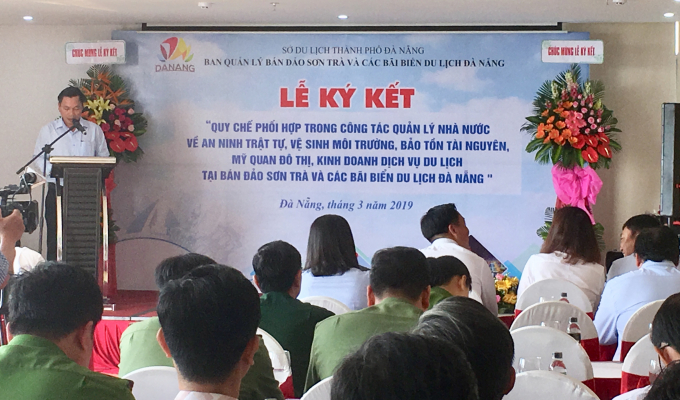 CHÚC MỪNG LỄ KÝ KẾT
DANANG
SỞ DU LỊCH THÀNH PHỐ ĐÀ NẴNG
BAN QUẢN LÝ BÁN ĐẢO SƠN TRÀ VÀ CÁC BÃI BIỂN DU LỊCH ĐÀ NẴNG
CHÚC MỪNG LỄ KÝ KẾT
LỄ KÝ KẾT
"QUY CHẾ PHỐI HỢP TRONG CÔNG TÁC QUẢN LÝ NHÀ NƯỚC
VỀ AN NINH TRẬT TỰ, VỆ SINH MÔI TRƯỜNG, BẢO TỒN TÀI NGUYÊN,
MỸ QUAN ĐÔ THỊ, KINH DOANH DỊCH VỤ DU LỊCH
TẠI BÁN ĐẢO SƠN TRÀ VÀ CÁC BÃI BIỂN DU LỊCH ĐÀ NẴNG "
Đà Nẵng, tháng 3 năm 2019